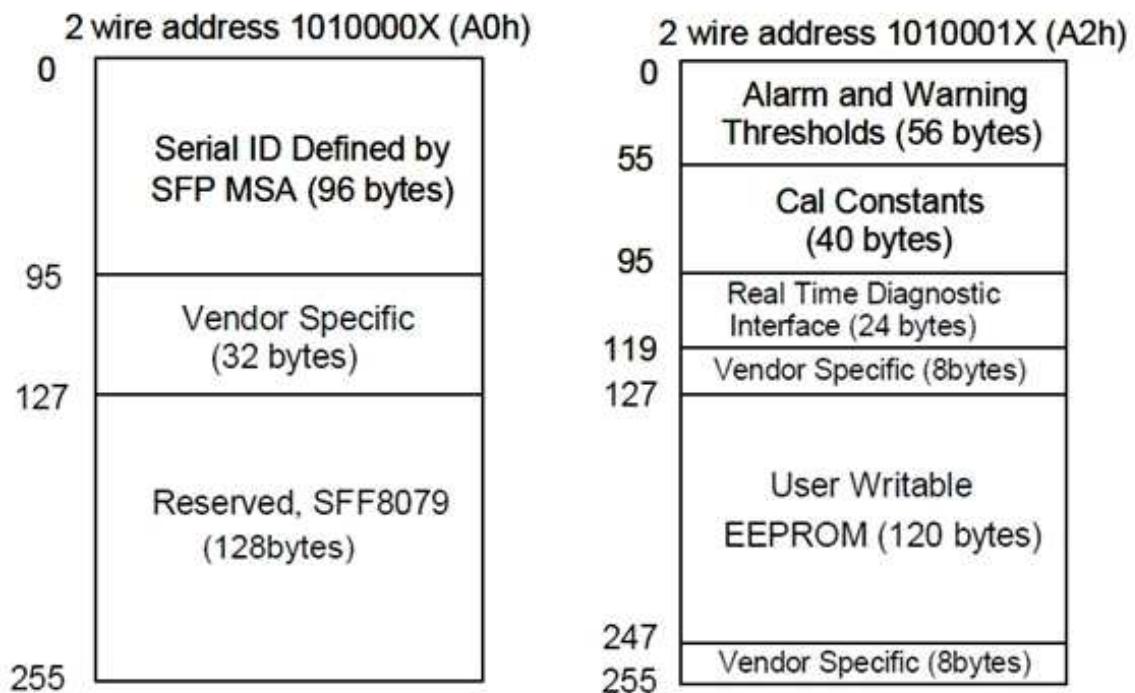 2 wire address 1010000X (A0h)
0
Serial ID Defined by
SFP MSA (96 bytes)
95
Vendor Specific
(32 bytes)
127
Reserved, SFF8079
(128bytes)
255
2 wire address 1010001X (A2h)
0
Alarm and Warning
Thresholds (56 bytes)
55
Cal Constants
(40 bytes)
95
Real Time Diagnostic
Interface (24 bytes)
119
Vendor Specific (8bytes)
127
User Writable
EEPROM (120 bytes)
247
Vendor Specific (8bytes)
255